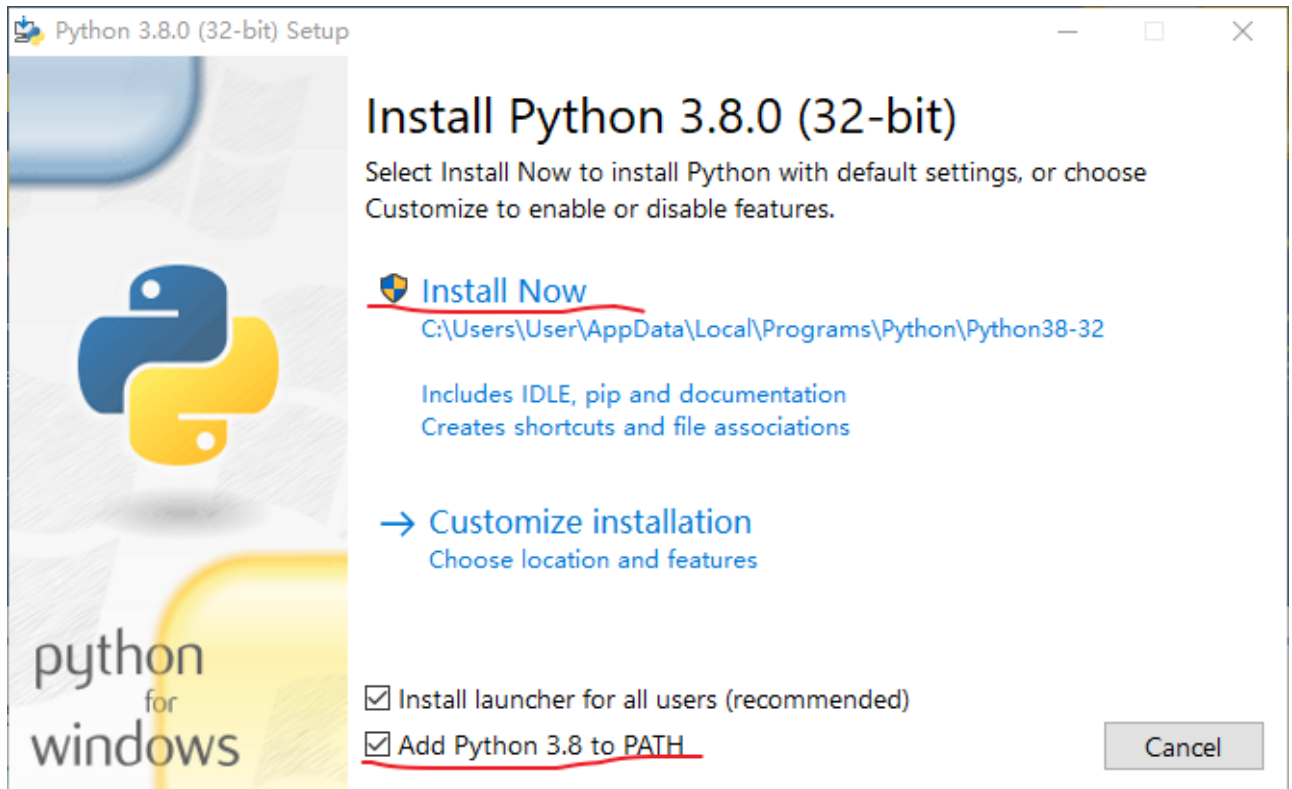 Python 3.8.0 (32-bit) Setup
Install Python 3.8.0 (32-bit)
Select Install Now to install Python with default settings, or choose
Customize to enable or disable features.
Install Now
C:\Users\User\AppData\Local\Programs\Python\Python38-32
Includes IDLE, pip and documentation
Creates shortcuts and file associations
→ Customize installation
Choose location and features
python
for
windows
Install launcher for all users (recommended)
Add Python 3.8 to PATH
Cancel